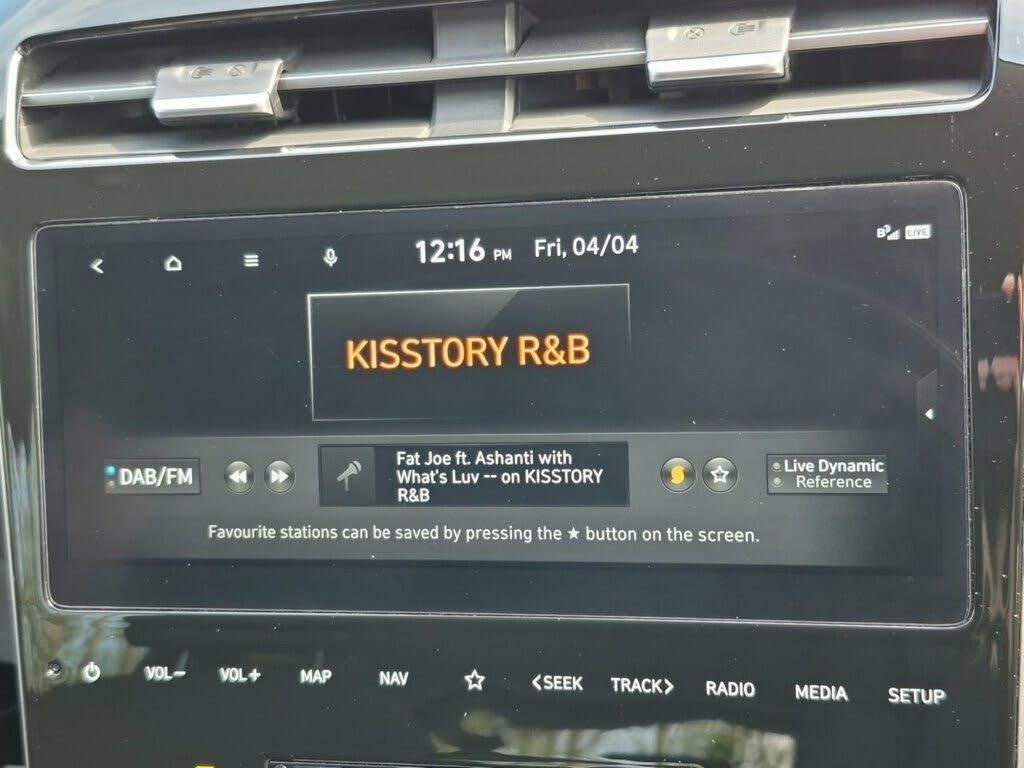 12:16 PM Fri, 04/04
LIVE
KISSTORY R&B
DAB/FM
Fat Joe ft. Ashanti with
What's Luv -- on KISSTORY
R&B
Live Dynamic
Reference
Favourite stations can be saved by pressing the ★ button on the screen.
VOL− VOL+ MAP NAV ☆ <SEEK TRACK> RADIO MEDIA SETUP